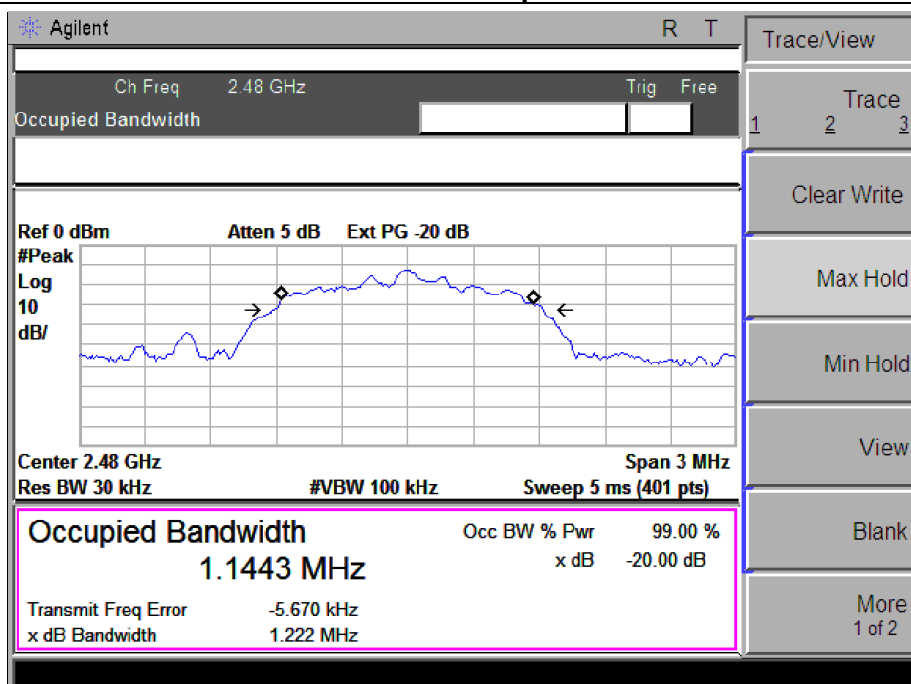 Agilent R T
Trace/View
Ch Freq 2.48 GHz Trig Free
Occupied Bandwidth
Trace
1 2 3
Clear Write
Ref 0 dBm Atten 5 dB Ext PG -20 dB
#Peak
Log
10
dB/
Max Hold
Min Hold
View
Center 2.48 GHz Span 3 MHz
Res BW 30 kHz #VBW 100 kHz Sweep 5 ms (401 pts)
Occupied Bandwidth Occ BW % Pwr 99.00 %
1.1443 MHz x dB -20.00 dB
Blank
Transmit Freq Error -5.670 kHz
x dB Bandwidth 1.222 MHz
More
1 of 2